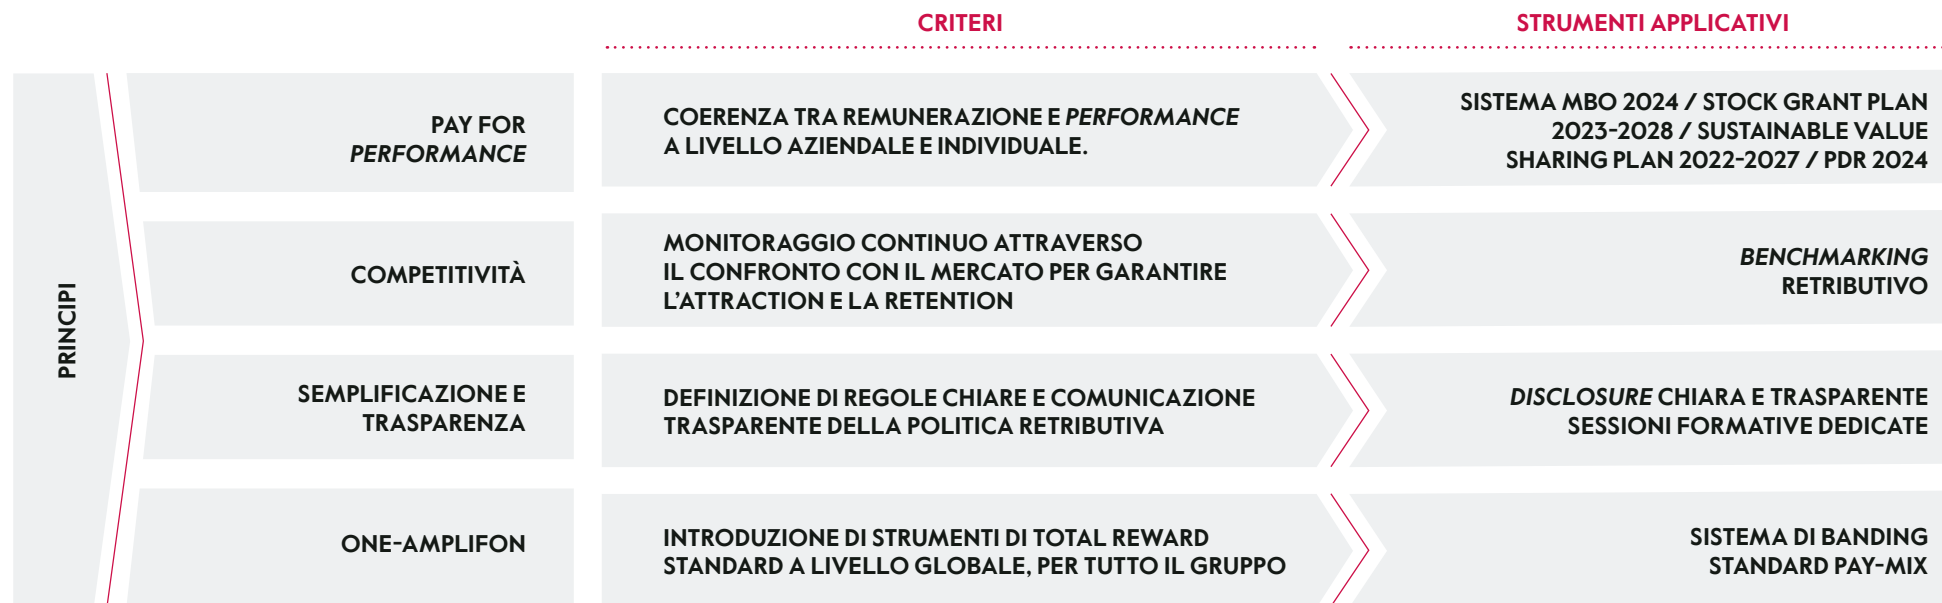 CRITERI
STRUMENTI APPLICATIVI
PRINCIPI
PAY FOR
PERFORMANCE
COERENZA TRA REMUNERAZIONE E PERFORMANCE
A LIVELLO AZIENDALE E INDIVIDUALE.
SISTEMA MBO 2024 / STOCK GRANT PLAN
2023-2028 / SUSTAINABLE VALUE
SHARING PLAN 2022-2027 / PDR 2024
COMPETITIVITÀ
MONITORAGGIO CONTINUO ATTRAVERSO
IL CONFRONTO CON IL MERCATO PER GARANTIRE
L'ATTRACTION E LA RETENTION
BENCHMARKING
RETRIBUTIVO
SEMPLIFICAZIONE E
TRASPARENZA
DEFINIZIONE DI REGOLE CHIARE E COMUNICAZIONE
TRASPARENTE DELLA POLITICA RETRIBUTIVA
DISCLOSURE CHIARA E TRASPARENTE
SESSIONI FORMATIVE DEDICATE
ONE-AMPLIFON
INTRODUZIONE DI STRUMENTI DI TOTAL REWARD
STANDARD A LIVELLO GLOBALE, PER TUTTO IL GRUPPO
SISTEMA DI BANDING
STANDARD PAY-MIX